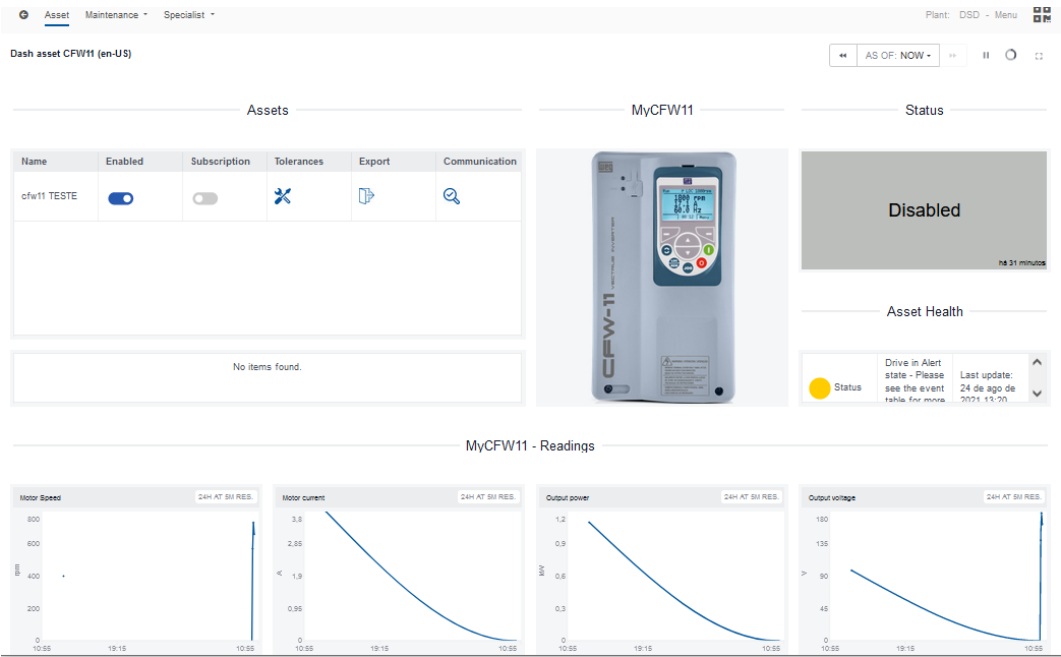 Asset Maintenance Specialist Plant: DSD - Menu
Dash asset CFW11 (en-US)
AS OF: NOW
Assets
Name Enabled Subscription Tolerances Export Communication
cfw11 TESTE
No items found.
MyCFW11
1800 rpm
CFW-11 VECTRUE INVERTER
Status
Disabled
há 31 minutos
Asset Health
Status
Drive in Alert
state - Please
see the event
table for more
Last update:
24 de ago de
2021 13:20
MyCFW11 - Readings
Motor Speed 24H AT 5M RES.
800
600
rpm
400
200
0
10:55 19:15 10:55
Motor current 24H AT 5M RES.
3,8
2,85
A
1,9
0,95
0
10:55 19:15 10:55
Output power 24H AT 5M RES.
1,2
0,9
kW
0,6
0,3
0
10:55 19:15 10:55
Output voltage 24H AT 5M RES.
180
135
V
90
45
0
10:55 19:15 10:55